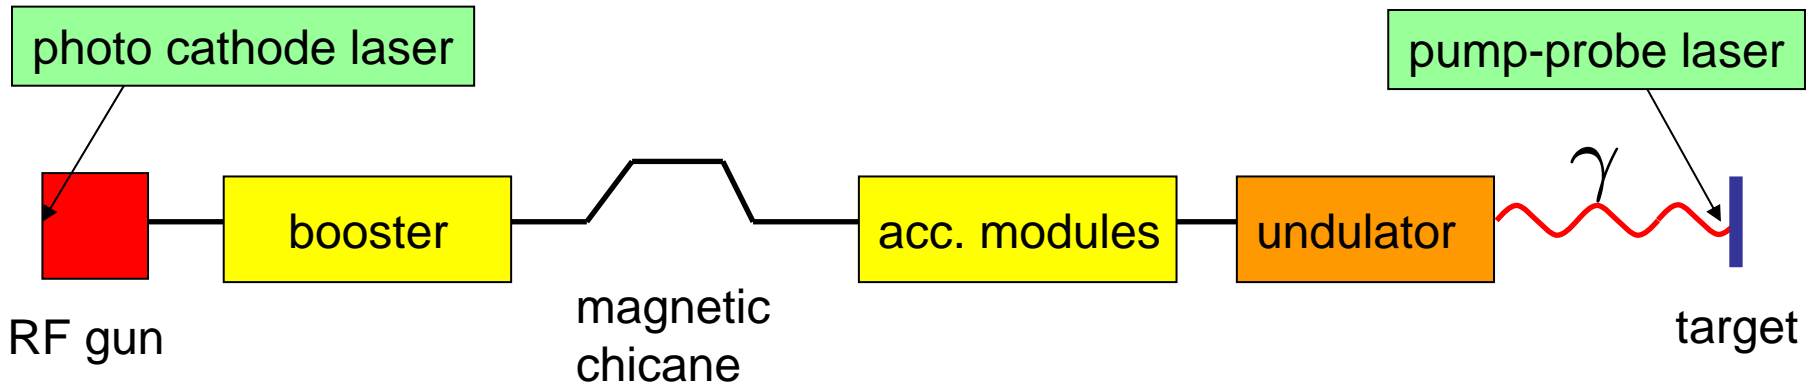 photo cathode laser
pump-probe laser
γ
booster
acc. modules
undulator
RF gun
magnetic
chicane
target